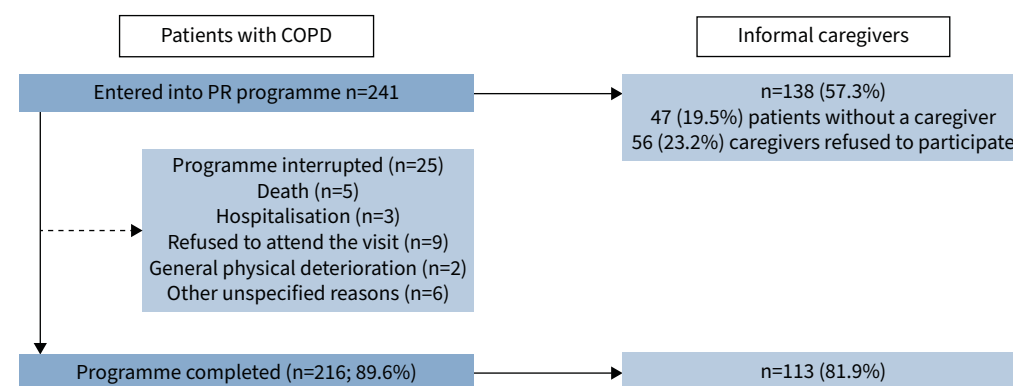 Patients with COPD
Informal caregivers
Entered into PR programme n=241
n=138 (57.3%)
47 (19.5%) patients without a caregiver
56 (23.2%) caregivers refused to participate
Programme interrupted (n=25)
Death (n=5)
Hospitalisation (n=3)
Refused to attend the visit (n=9)
General physical deterioration (n=2)
Other unspecified reasons (n=6)
Programme completed (n=216; 89.6%)
n=113 (81.9%)